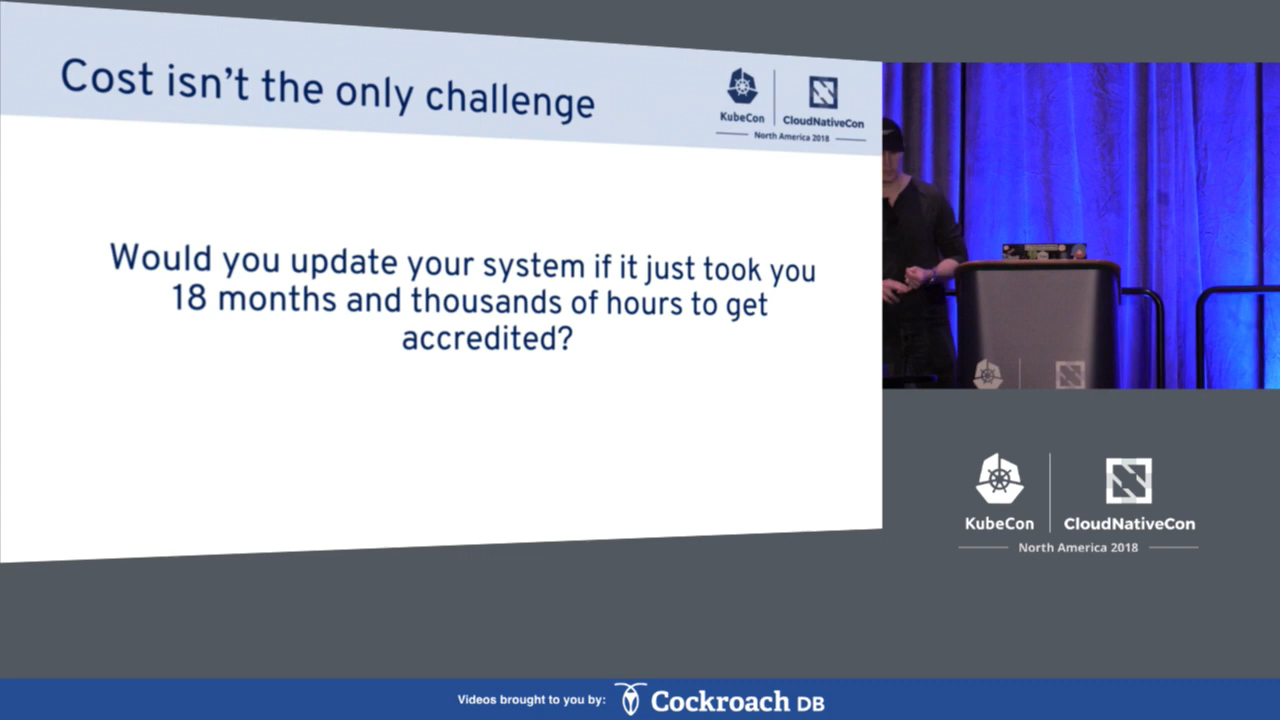 Cost isn't the only challenge
KubeCon
CloudNativeCon
North America 2018
Would you update your system if it just took you
18 months and thousands of hours to get
accredited?
KubeCon
CloudNativeCon
North America 2018
Videos brought to you by:
Cockroach DB